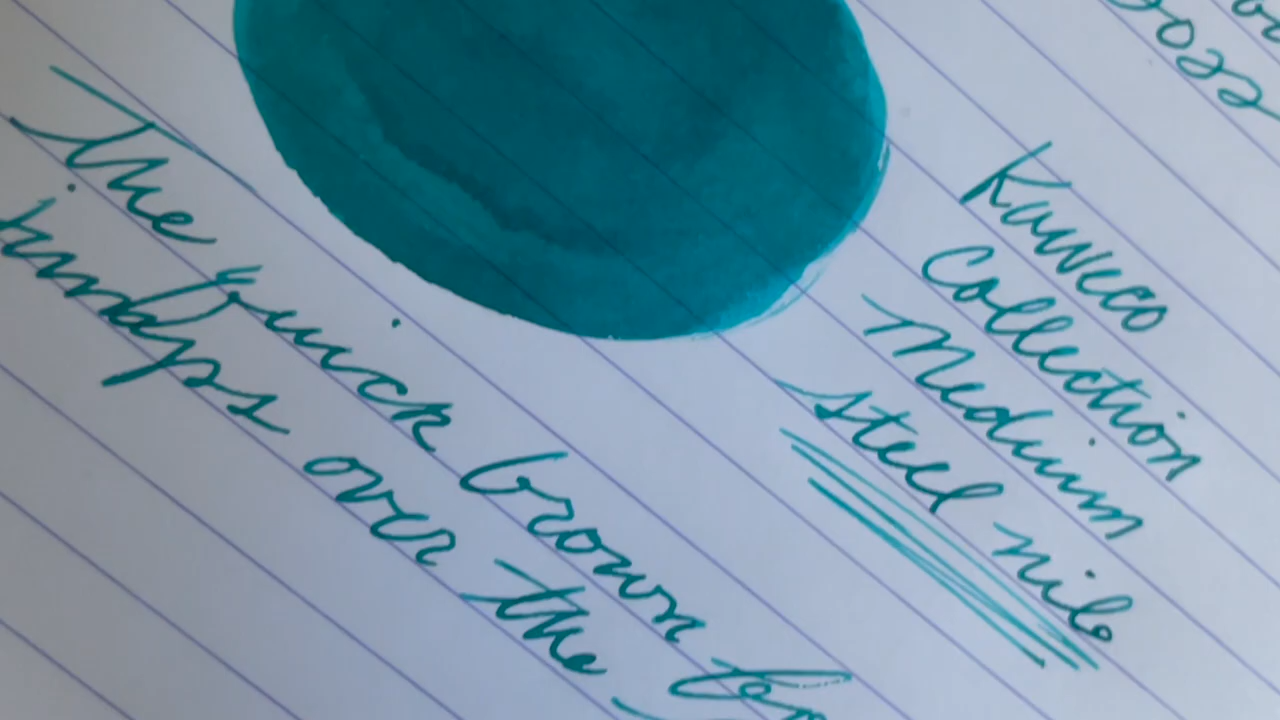 The quick brown fo
jumps over the
Kaweco
Collection
Medium
steel nib